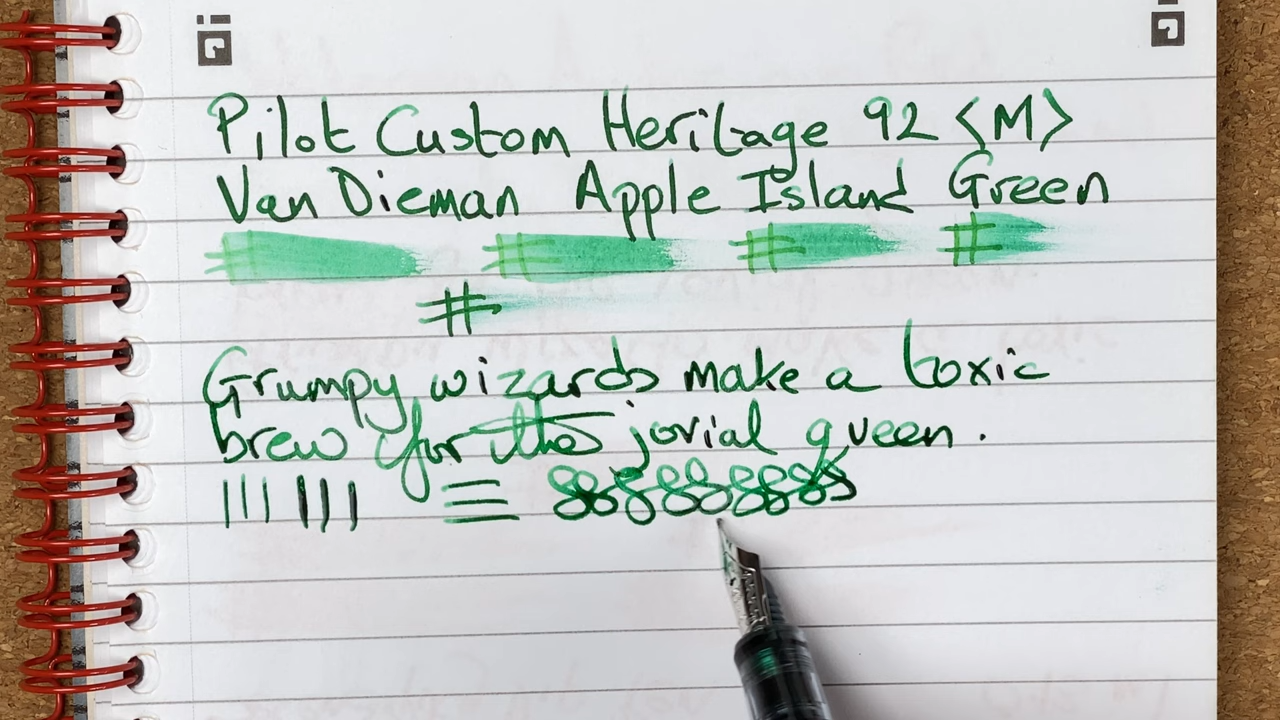 Pilot Custom Heritage 92 <M>
Van Dieman Apple Island Green
#  #  #  #
#
Grumpy wizards make a toxic
brew for the jovial queen.